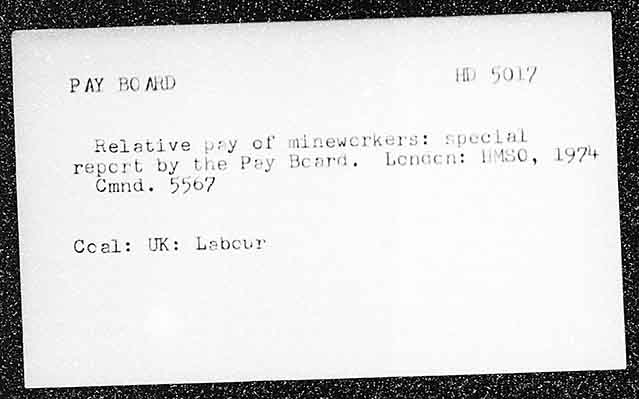 PAY BOARD HD 5017
Relative pay of mineworkers: special
report by the Pay Board. London: HMSO, 1974
Cmnd. 5567
Coal: UK: Labour